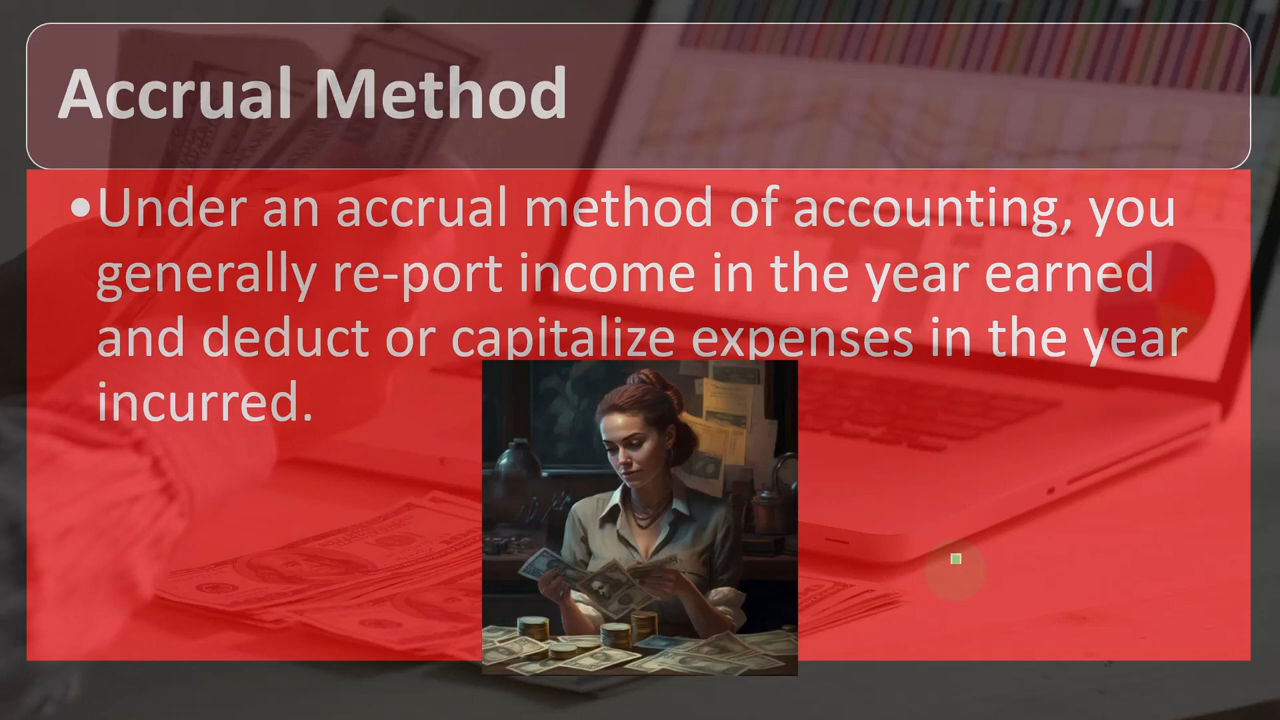 Accrual Method
•Under an accrual method of accounting, you
generally re-port income in the year earned
and deduct or capitalize expenses in the year
incurred.